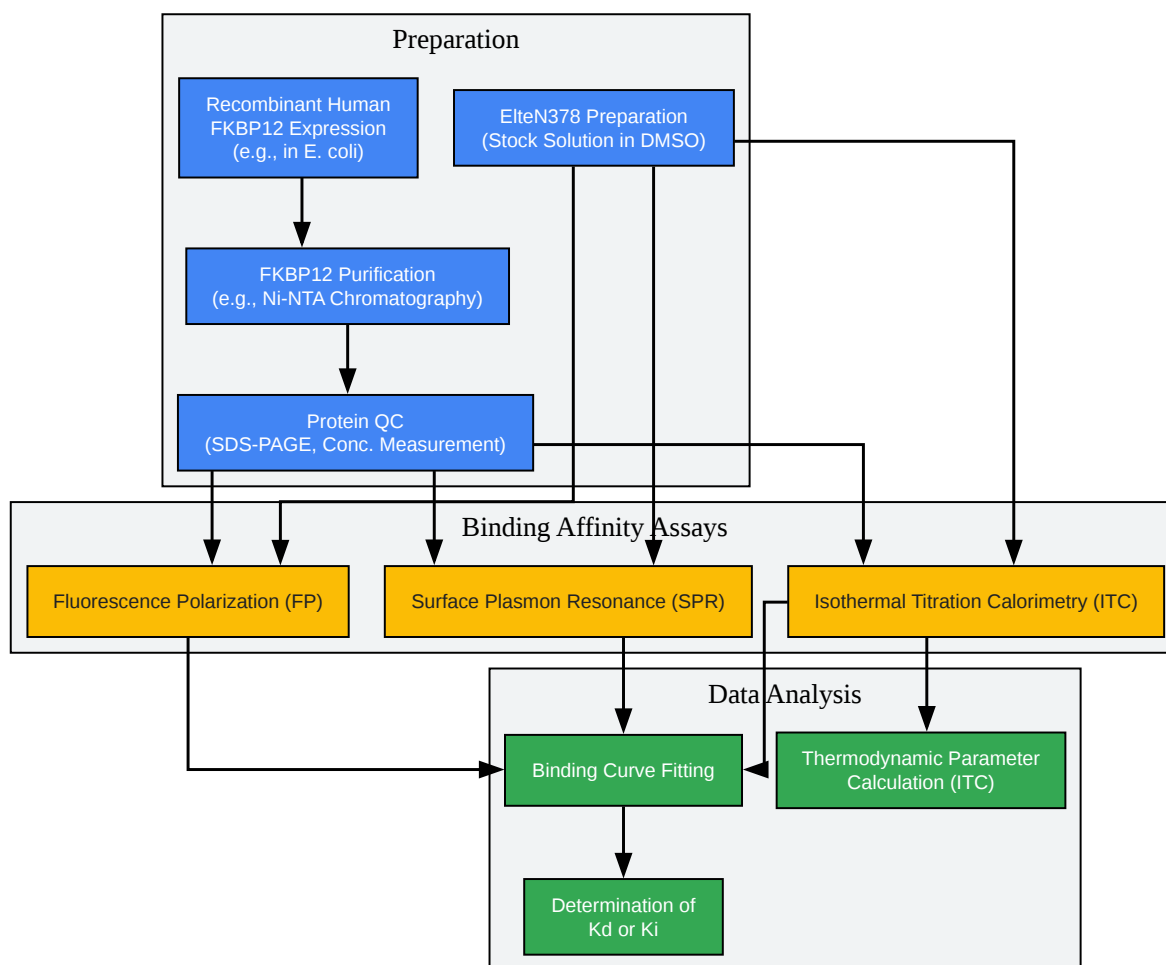 Preparation
Recombinant Human
FKBP12 Expression
(e.g., in E. coli)
ElteN378 Preparation
(Stock Solution in DMSO)
FKBP12 Purification
(e.g., Ni-NTA Chromatography)
Protein QC
(SDS-PAGE, Conc. Measurement)
Binding Affinity Assays
Fluorescence Polarization (FP)
Surface Plasmon Resonance (SPR)
Isothermal Titration Calorimetry (ITC)
Data Analysis
Binding Curve Fitting
Thermodynamic Parameter
Calculation (ITC)
Determination of
Kd or Ki